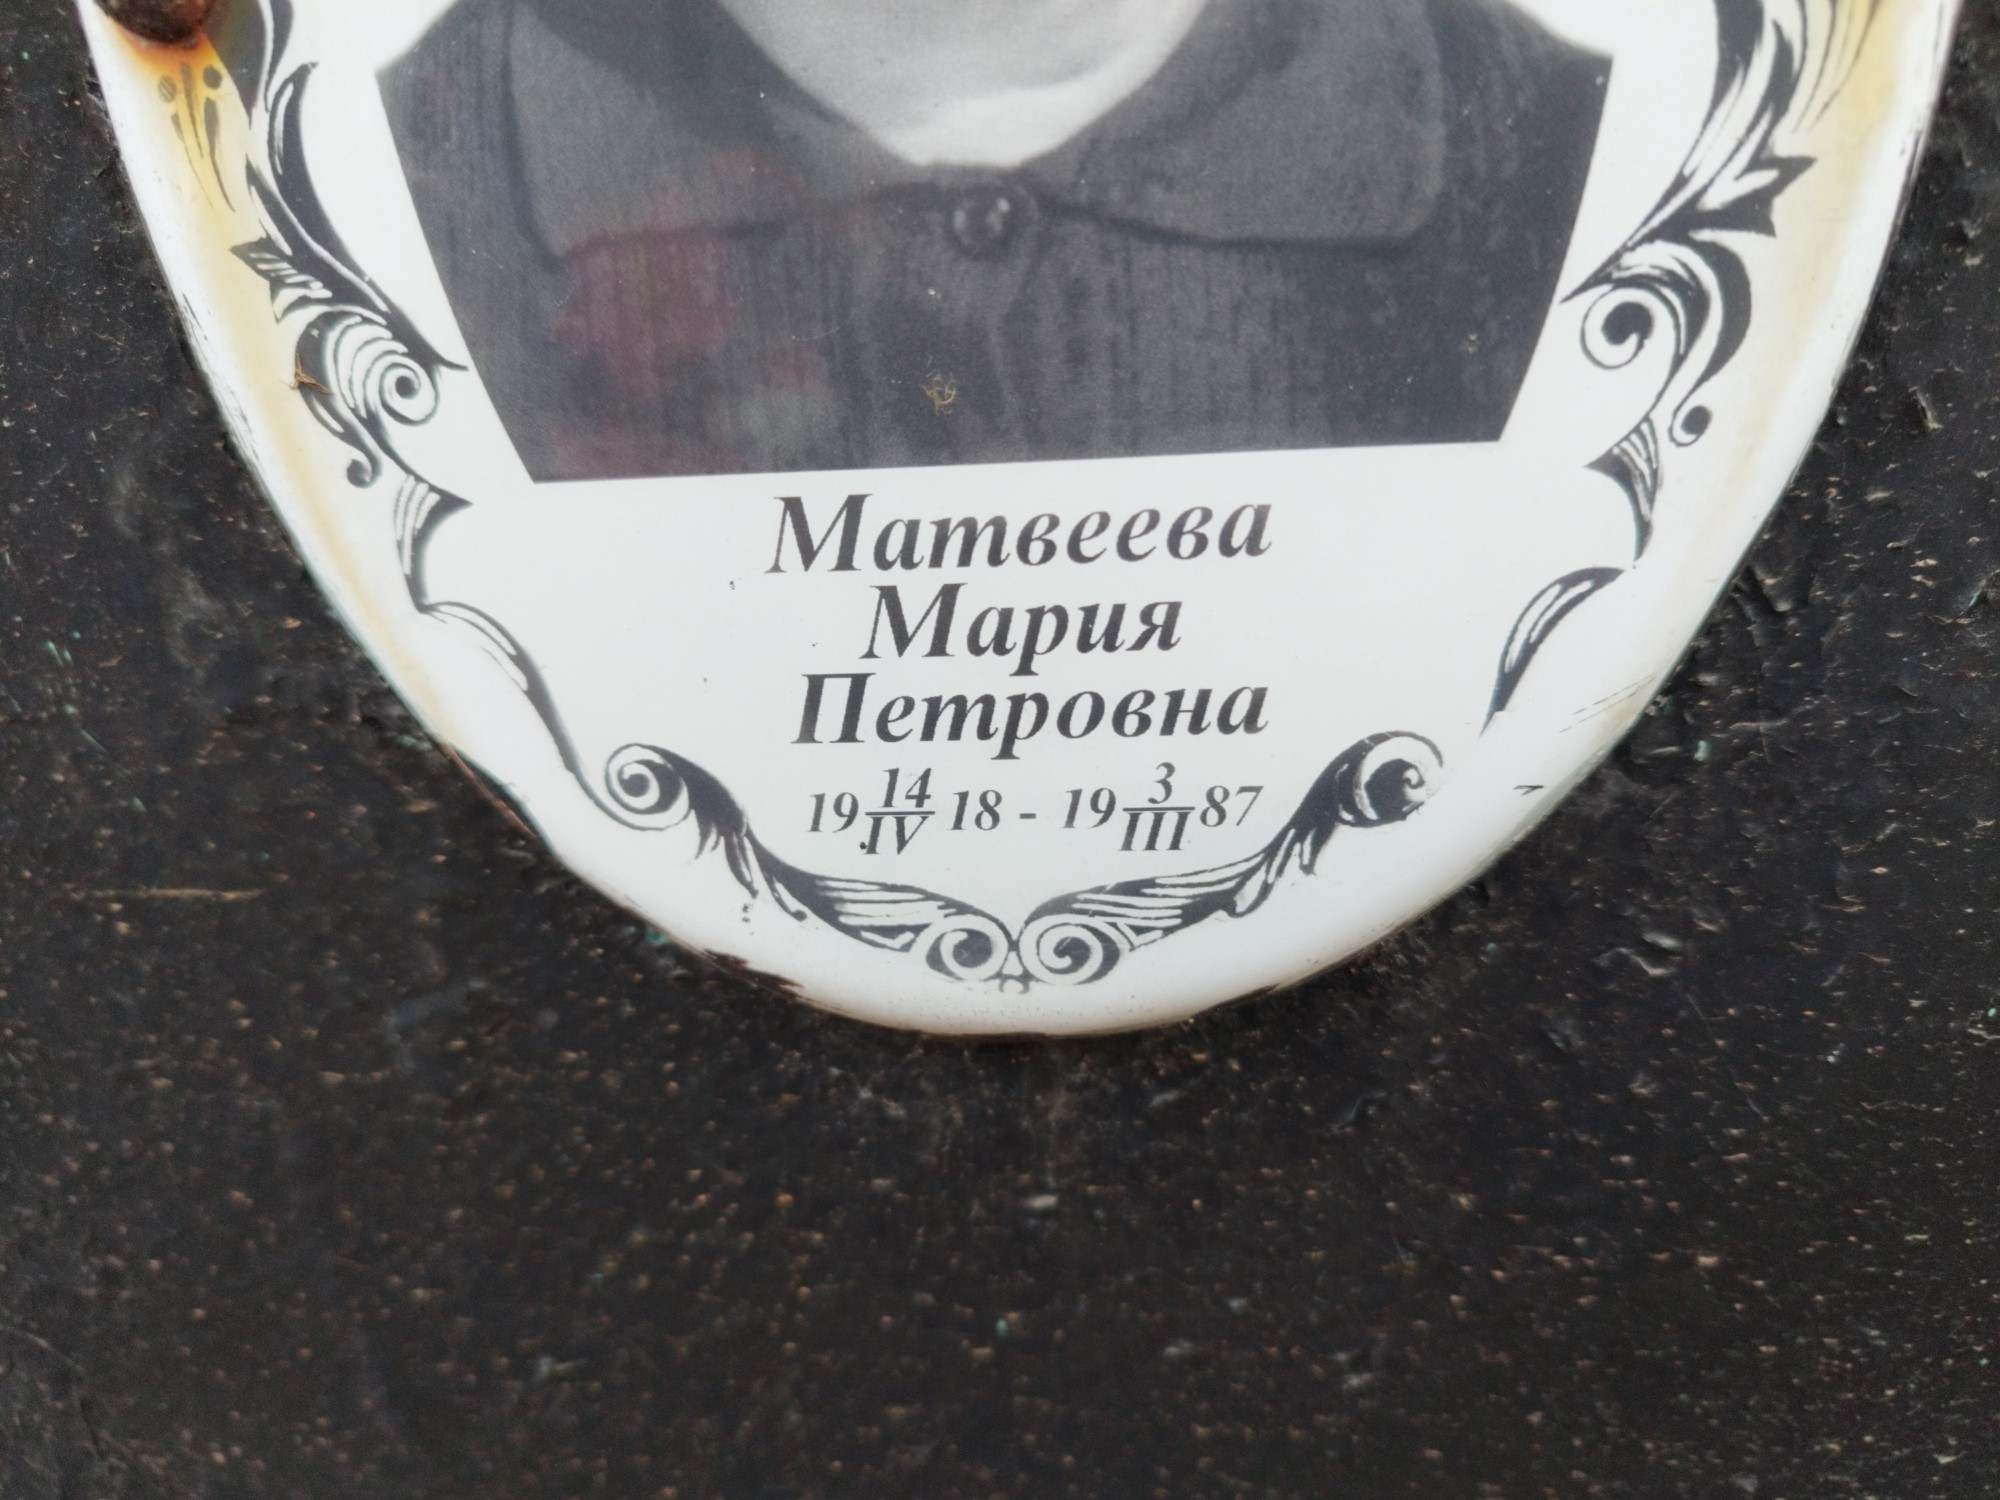 Матвеева
Мария
Петровна
19 14/IV 18 - 19 3/III 87